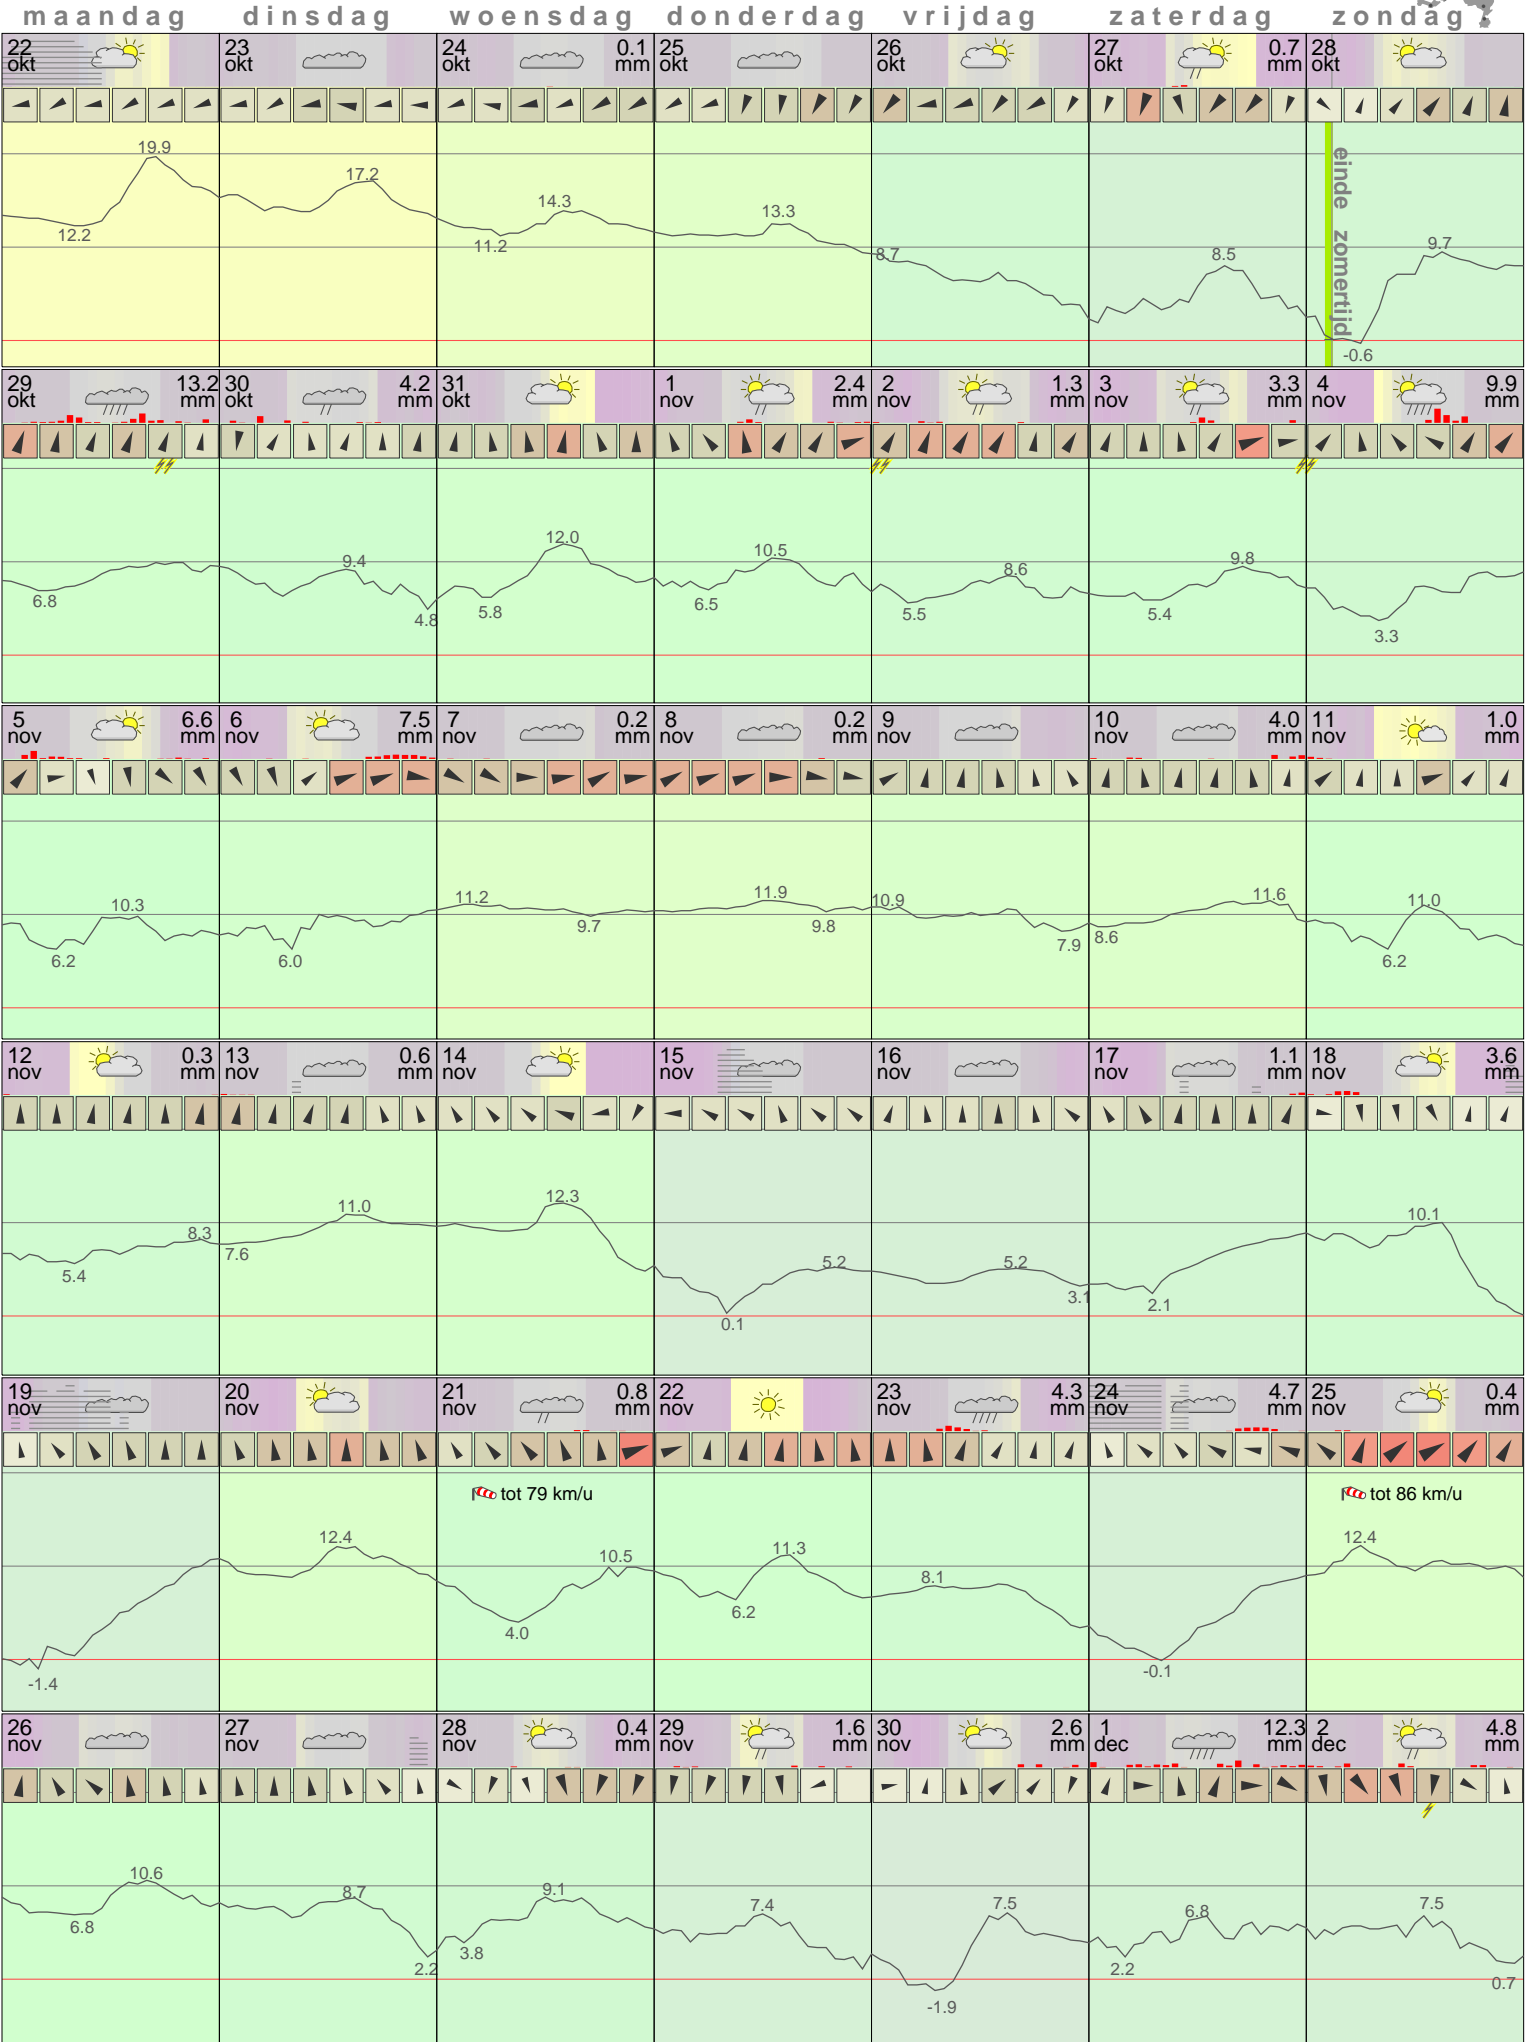 maandag dinsdag woensdag donderdag vrijdag zaterdag zondag
22 okt 23 okt 24 okt 0.1 mm 25 okt 26 okt 27 okt 0.7 mm 28 okt
19.9 12.2 17.2 14.3 11.2 13.3 8.7 8.5 9.7 -0.6
einde zomertijd
29 okt 13.2 mm 30 okt 4.2 mm 31 okt 1 nov 2.4 mm 2 nov 1.3 mm 3 nov 3.3 mm 4 nov 9.9 mm
6.8 9.4 4.8 5.8 12.0 6.5 10.5 5.5 8.6 5.4 9.8 3.3
5 nov 6.6 mm 6 nov 7.5 mm 7 nov 0.2 mm 8 nov 0.2 mm 9 nov 10 nov 4.0 mm 11 nov 1.0 mm
6.2 10.3 6.0 11.2 9.7 11.9 9.8 10.9 7.9 8.6 11.6 6.2 11.0
12 nov 0.3 mm 13 nov 0.6 mm 14 nov 15 nov 16 nov 17 nov 1.1 mm 18 nov 3.6 mm
5.4 8.3 7.6 11.0 12.3 0.1 5.2 5.2 3.1 2.1 10.1
19 nov 20 nov 21 nov 0.8 mm 22 nov 23 nov 4.3 mm 24 nov 4.7 mm 25 nov 0.4 mm
tot 79 km/u tot 86 km/u
-1.4 12.4 4.0 10.5 6.2 11.3 8.1 -0.1 12.4
26 nov 27 nov 28 nov 0.4 mm 29 nov 1.6 mm 30 nov 2.6 mm 1 dec 12.3 mm 2 dec 4.8 mm
6.8 10.6 8.7 2.2 3.8 9.1 7.4 -1.9 7.5 2.2 6.8 7.5 0.7